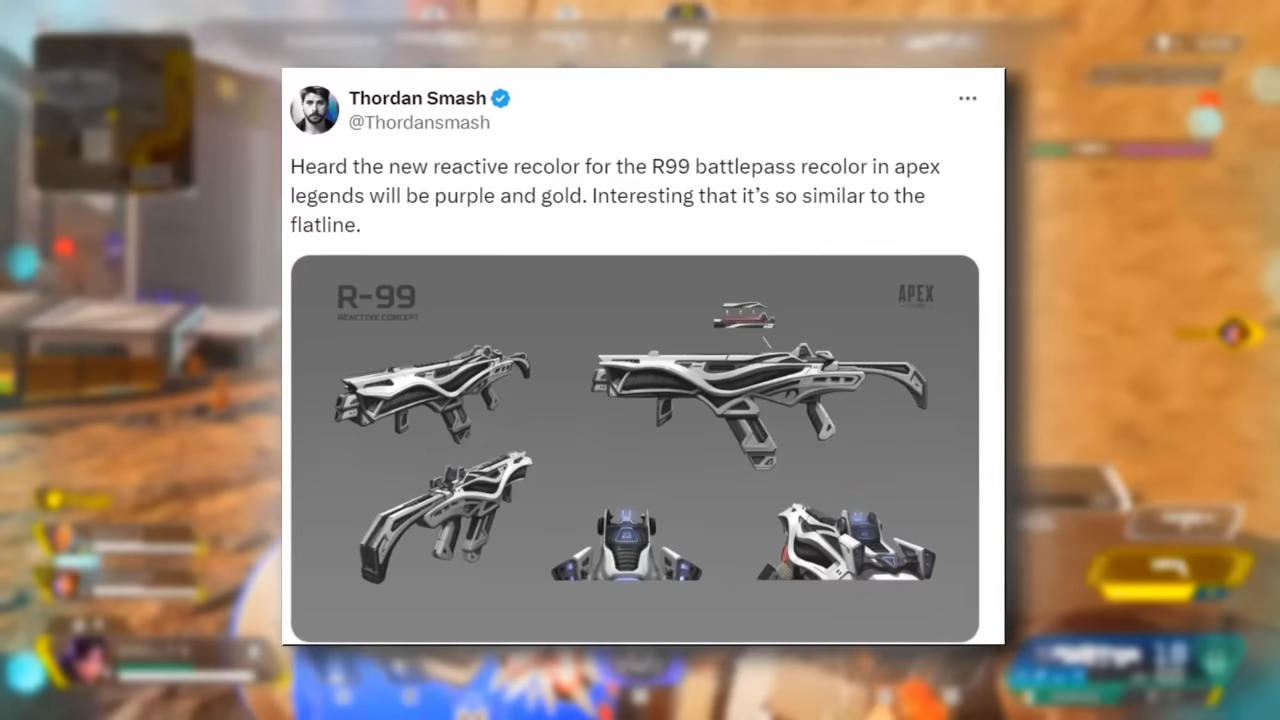 Thordan Smash
@Thordansmash
Heard the new reactive recolor for the R99 battlepass recolor in apex
legends will be purple and gold. Interesting that it’s so similar to the
flatline.
R-99
REACTIVE CONCEPT
APEX